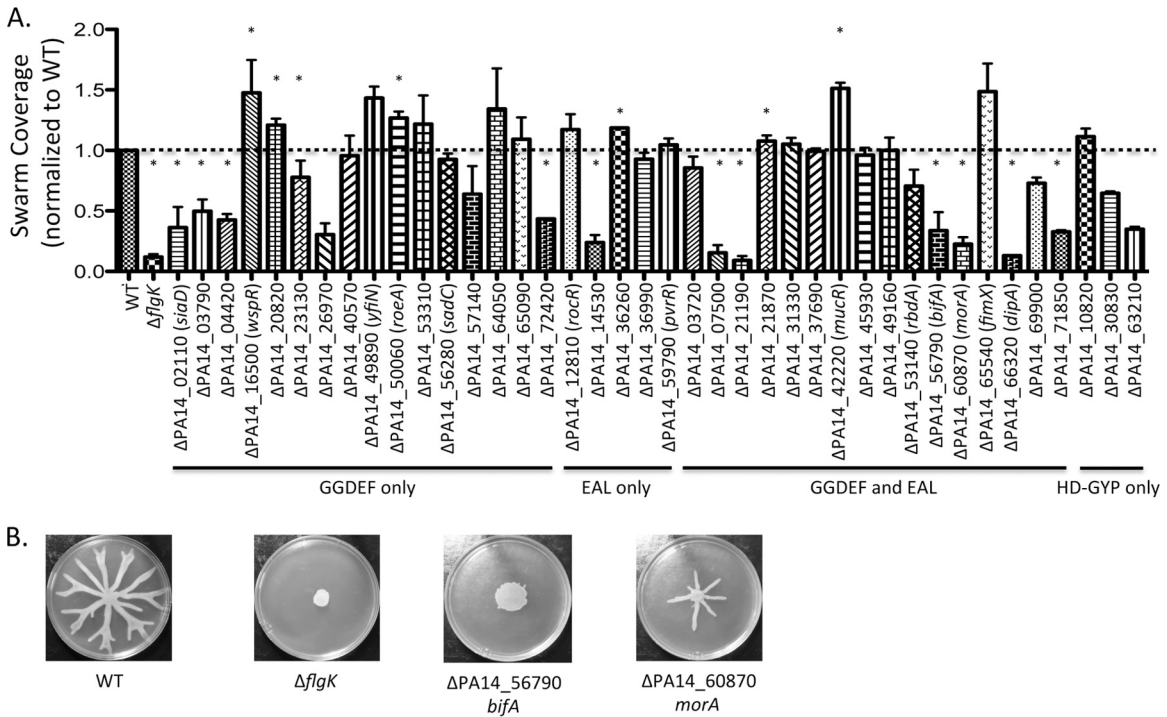 A.
Swarm Coverage
(normalized to WT)
2.0
1.5
1.0
0.5
0.0
* * * * * * * * * * * * * * * * * *
WT
ΔflgK
ΔPA14_02110 (siaD)
ΔPA14_03790
ΔPA14_04420
ΔPA14_16500 (wspR)
ΔPA14_20820
ΔPA14_23130
ΔPA14_26970
ΔPA14_40570
ΔPA14_49890 (yfiN)
ΔPA14_50060 (roeA)
ΔPA14_53310
ΔPA14_56280 (sadC)
ΔPA14_57140
ΔPA14_64050
ΔPA14_65090
ΔPA14_72420
ΔPA14_12810 (rocR)
ΔPA14_14530
ΔPA14_36260
ΔPA14_36990
ΔPA14_59790 (pvrR)
ΔPA14_03720
ΔPA14_07500
ΔPA14_21190
ΔPA14_21870
ΔPA14_31330
ΔPA14_37690
ΔPA14_42220 (mucR)
ΔPA14_45930
ΔPA14_49160
ΔPA14_53140 (rbdA)
ΔPA14_56790 (bifA)
ΔPA14_60870 (morA)
ΔPA14_65540 (fimX)
ΔPA14_66320 (dipA)
ΔPA14_69900
ΔPA14_71850
ΔPA14_10820
ΔPA14_30830
ΔPA14_63210
GGDEF only
EAL only
GGDEF and EAL
HD-GYP only
B.
WT
ΔflgK
ΔPA14_56790
bifA
ΔPA14_60870
morA